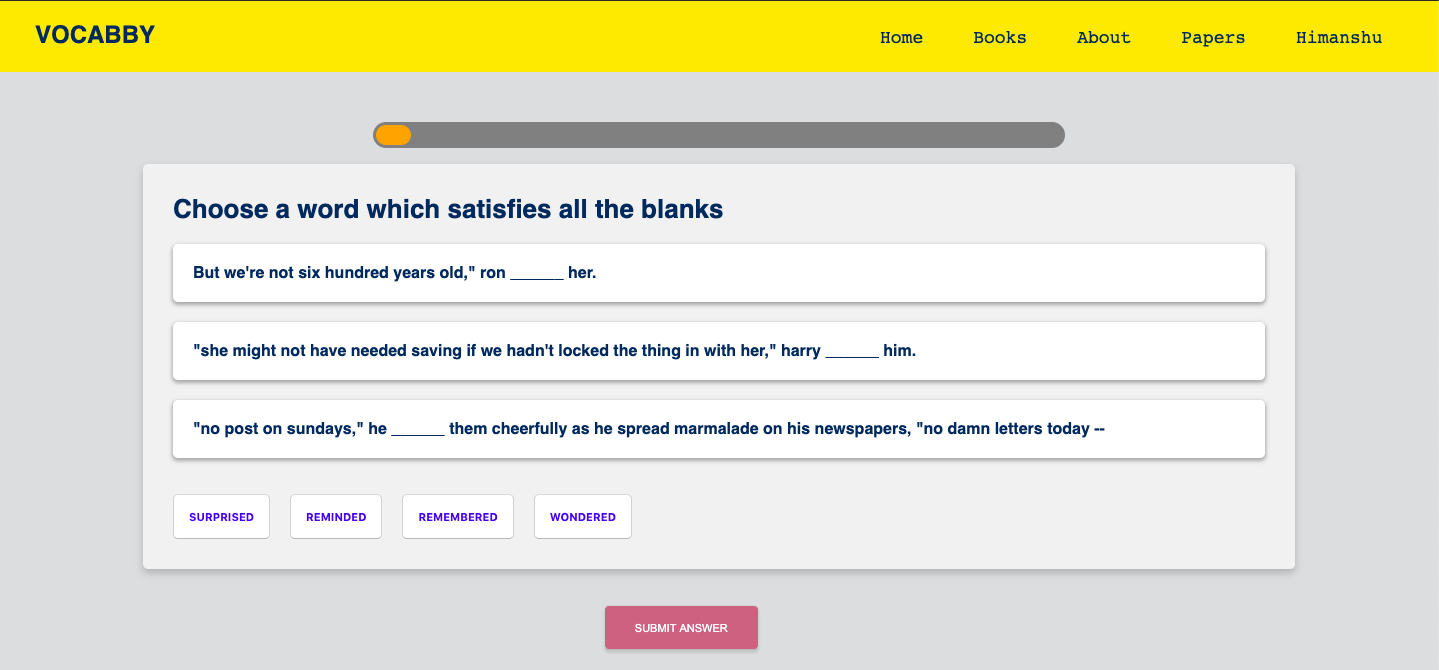 VOCABBY
Home Books About Papers Himanshu
Choose a word which satisfies all the blanks
But we're not six hundred years old," ron ______ her.
"she might not have needed saving if we hadn't locked the thing in with her," harry ______ him.
"no post on sundays," he ______ them cheerfully as he spread marmalade on his newspapers, "no damn letters today --
SURPRISED REMINDED REMEMBERED WONDERED
SUBMIT ANSWER